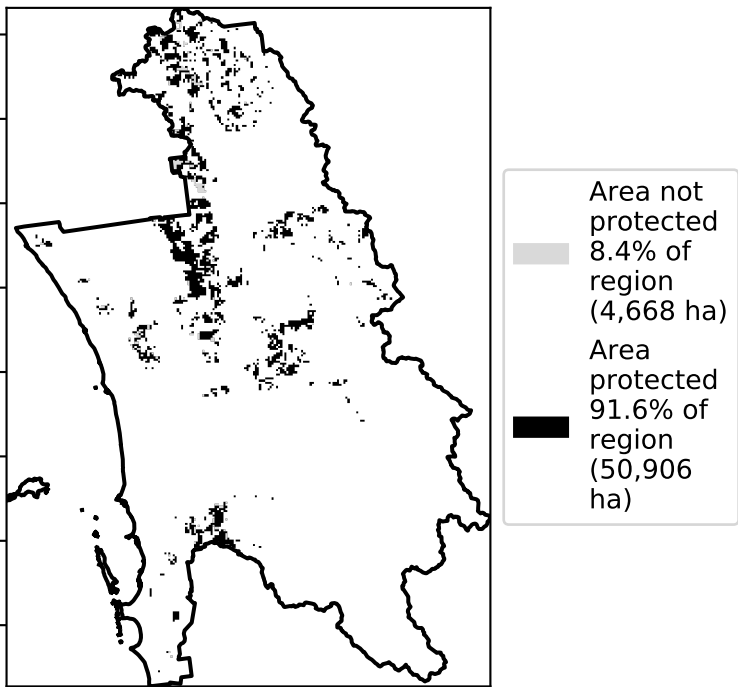 Area not
protected
8.4% of
region
(4,668 ha)
Area
protected
91.6% of
region
(50,906
ha)